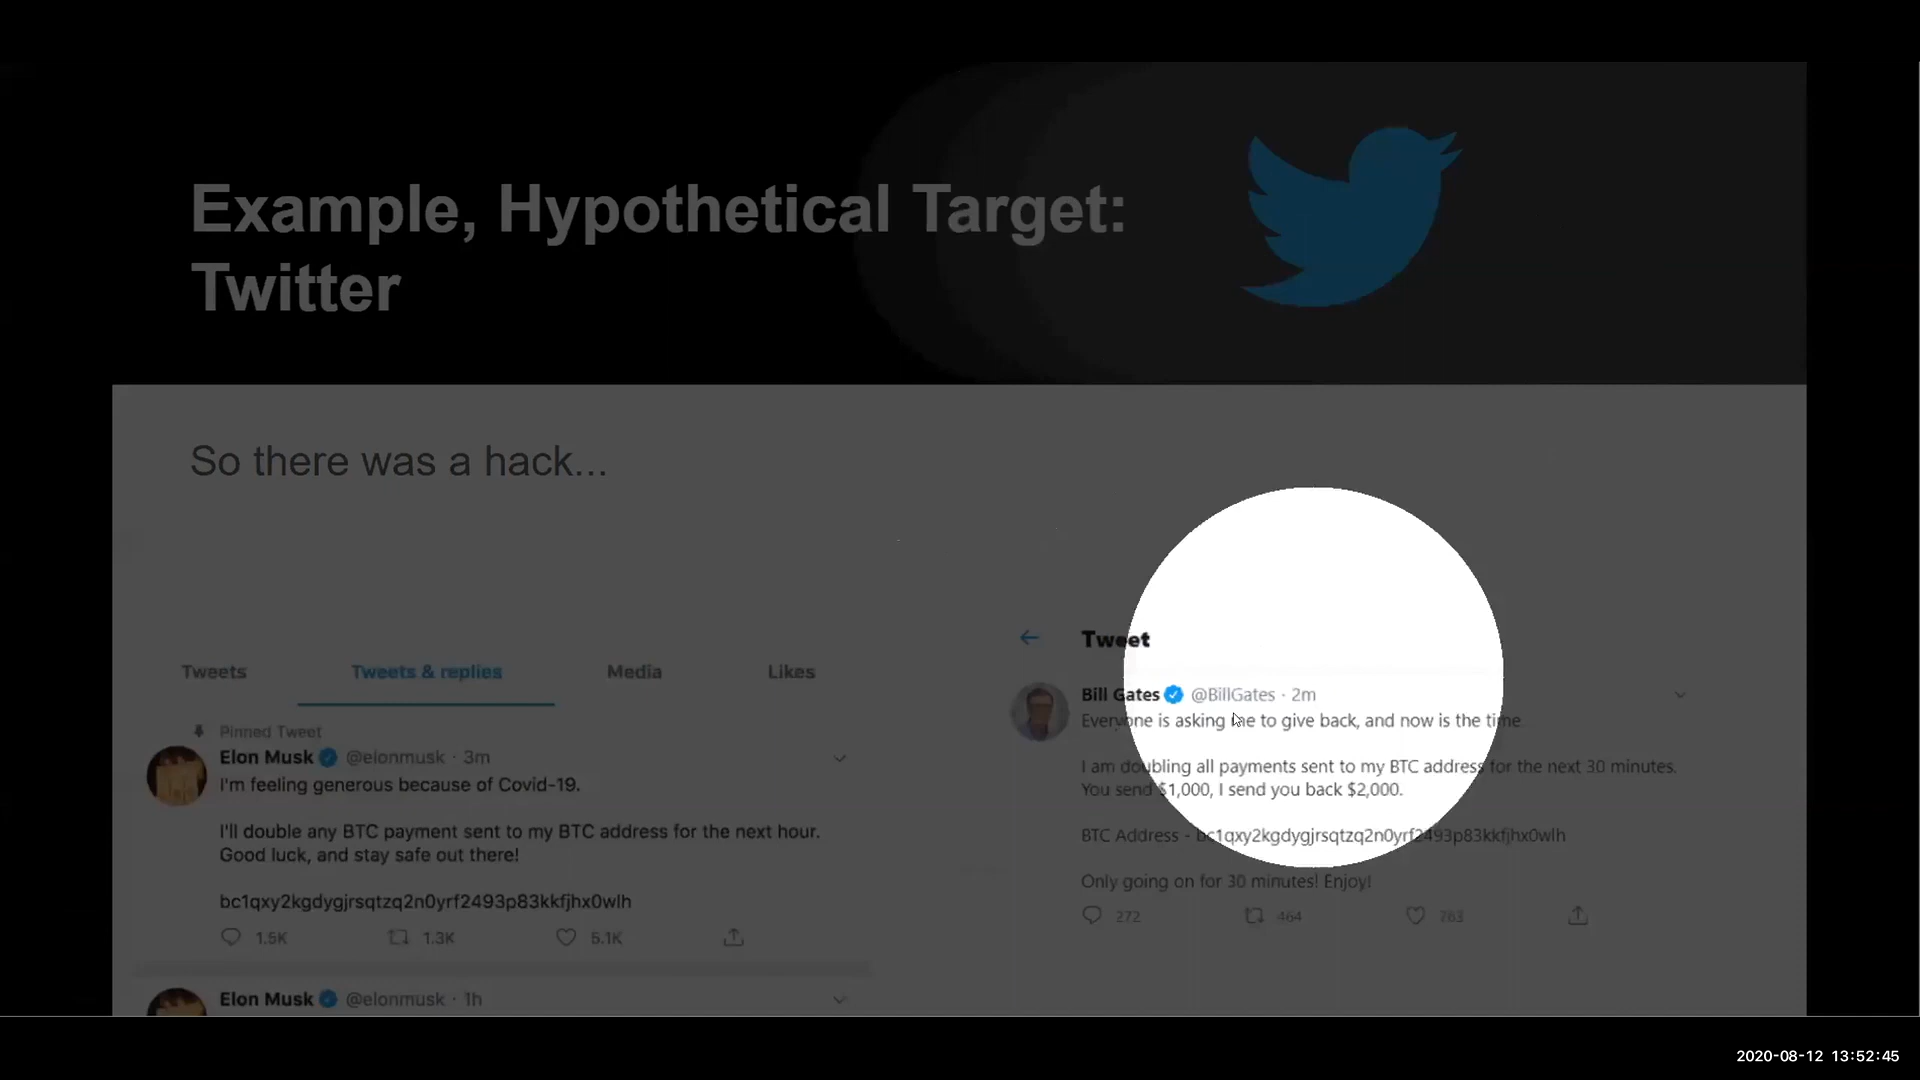 Example, Hypothetical Target:
Twitter
So there was a hack...
Tweets Tweets & replies Media Likes
Pinned Tweet
Elon Musk @elonmusk · 3m
I'm feeling generous because of Covid-19.
I'll double any BTC payment sent to my BTC address for the next hour.
Good luck, and stay safe out there!
bc1qxy2kgdygjrsqtzq2n0yrf2493p83kkfjhx0wlh
1.5K 1.3K 5.1K
Elon Musk @elonmusk · 1h
Tweet
Bill Gates @BillGates · 2m
Everyone is asking me to give back, and now is the time.
I am doubling all payments sent to my BTC address for the next 30 minutes.
You send $1,000, I send you back $2,000.
BTC Address - bc1qxy2kgdygjrsqtzq2n0yrf2493p83kkfjhx0wlh
Only going on for 30 minutes! Enjoy!
272 464 763
2020-08-12 13:52:45